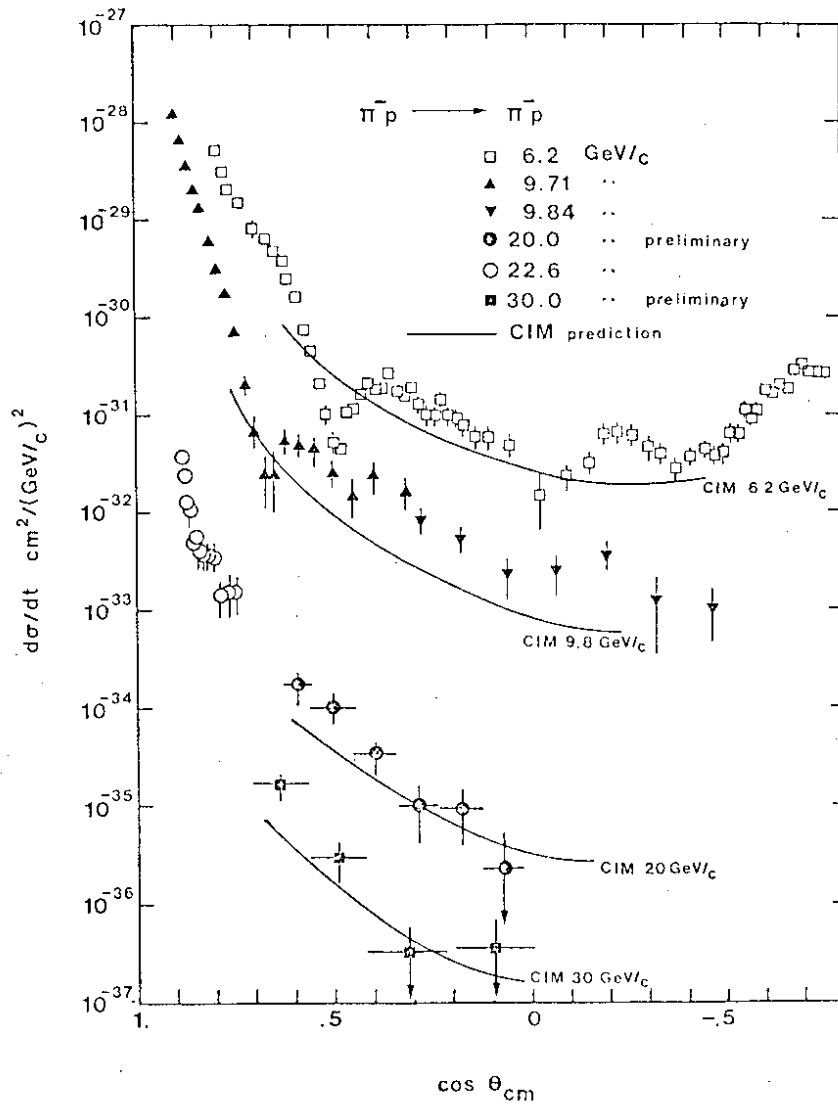 10-27
10-28
10-29
10-30
10-31
10-32
10-33
10-34
10-35
10-36
10-37
dσ/dt cm2/(GeV/c)2
π-p → π-p
6.2 GeV/c
9.71 ,,
9.84 ,,
20.0 ,, preliminary
22.6 ,,
30.0 ,, preliminary
CIM prediction
CIM 6.2 GeV/c
CIM 9.8 GeV/c
CIM 20 GeV/c
CIM 30 GeV/c
1. .5 0 -.5
cos θcm